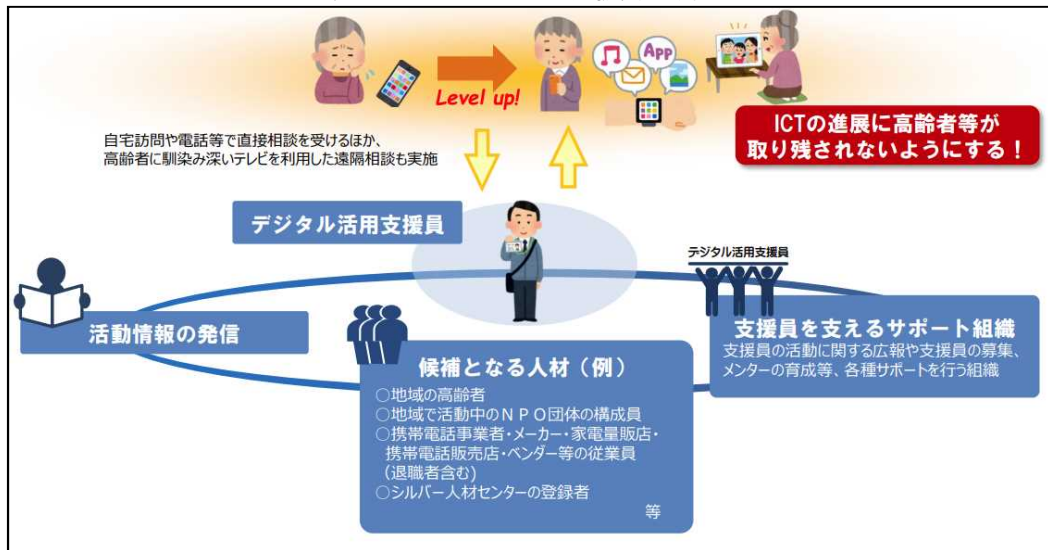 App
Level up!
ICTの進展に高齢者等が
取り残されないようにする！
自宅訪問や電話等で直接相談を受けるほか、
高齢者に馴染み深いテレビを利用した遠隔相談も実施
デジタル活用支援員
デジタル活用支援員
活動情報の発信
支援員を支えるサポート組織
支援員の活動に関する広報や支援員の募集、
メンターの育成等、各種サポートを行う組織
候補となる人材（例）
○地域の高齢者
○地域で活動中のＮＰＯ団体の構成員
○携帯電話事業者・メーカー・家電量販店・
携帯電話販売店・ベンダー等の従業員
（退職者含む）
○シルバー人材センターの登録者
等